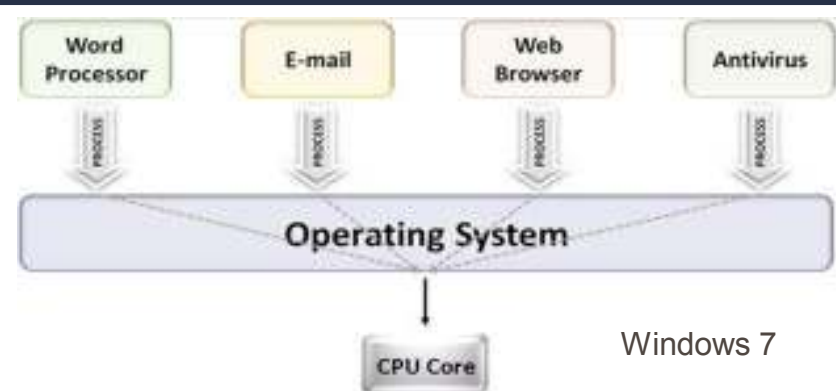 Word
Processor
E-mail
Web
Browser
Antivirus
PROCESS
PROCESS
PROCESS
PROCESS
Operating System
CPU Core
Windows 7